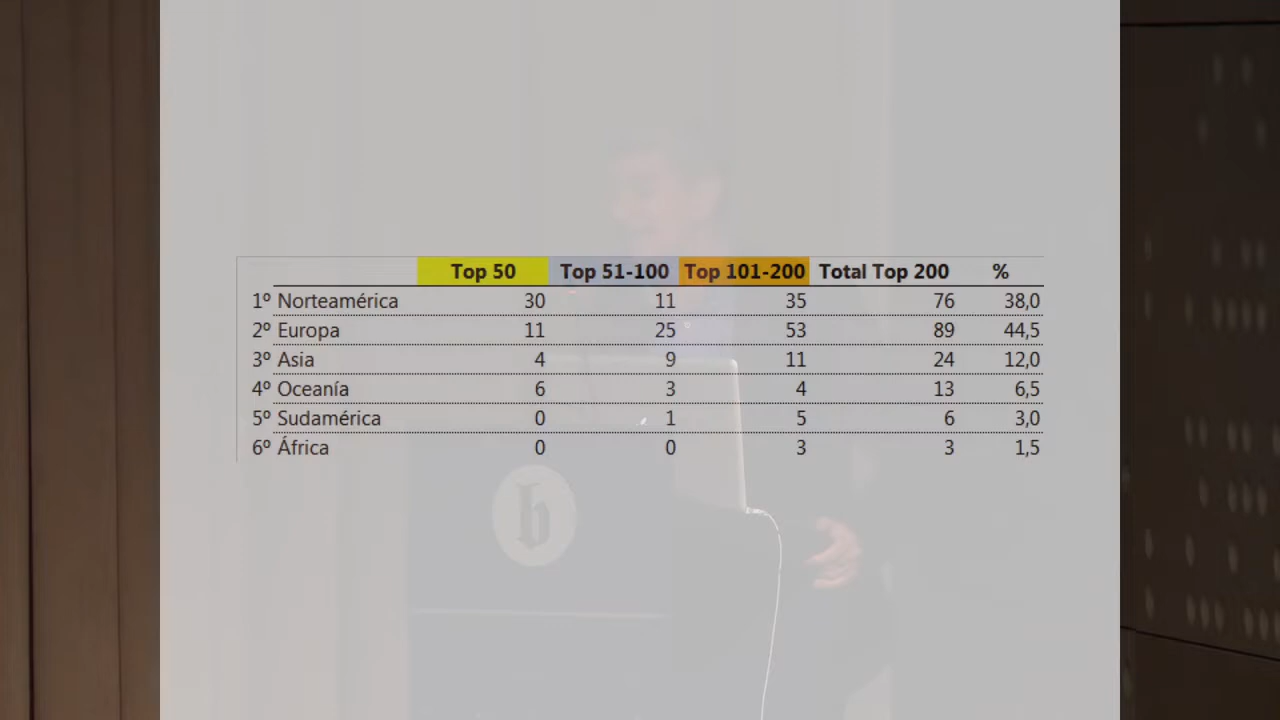 Top 50 Top 51-100 Top 101-200 Total Top 200 %
1º Norteamérica 30 11 35 76 38,0
2º Europa 11 25 53 89 44,5
3º Asia 4 9 11 24 12,0
4º Oceanía 6 3 4 13 6,5
5º Sudamérica 0 1 5 6 3,0
6º África 0 0 3 3 1,5
b